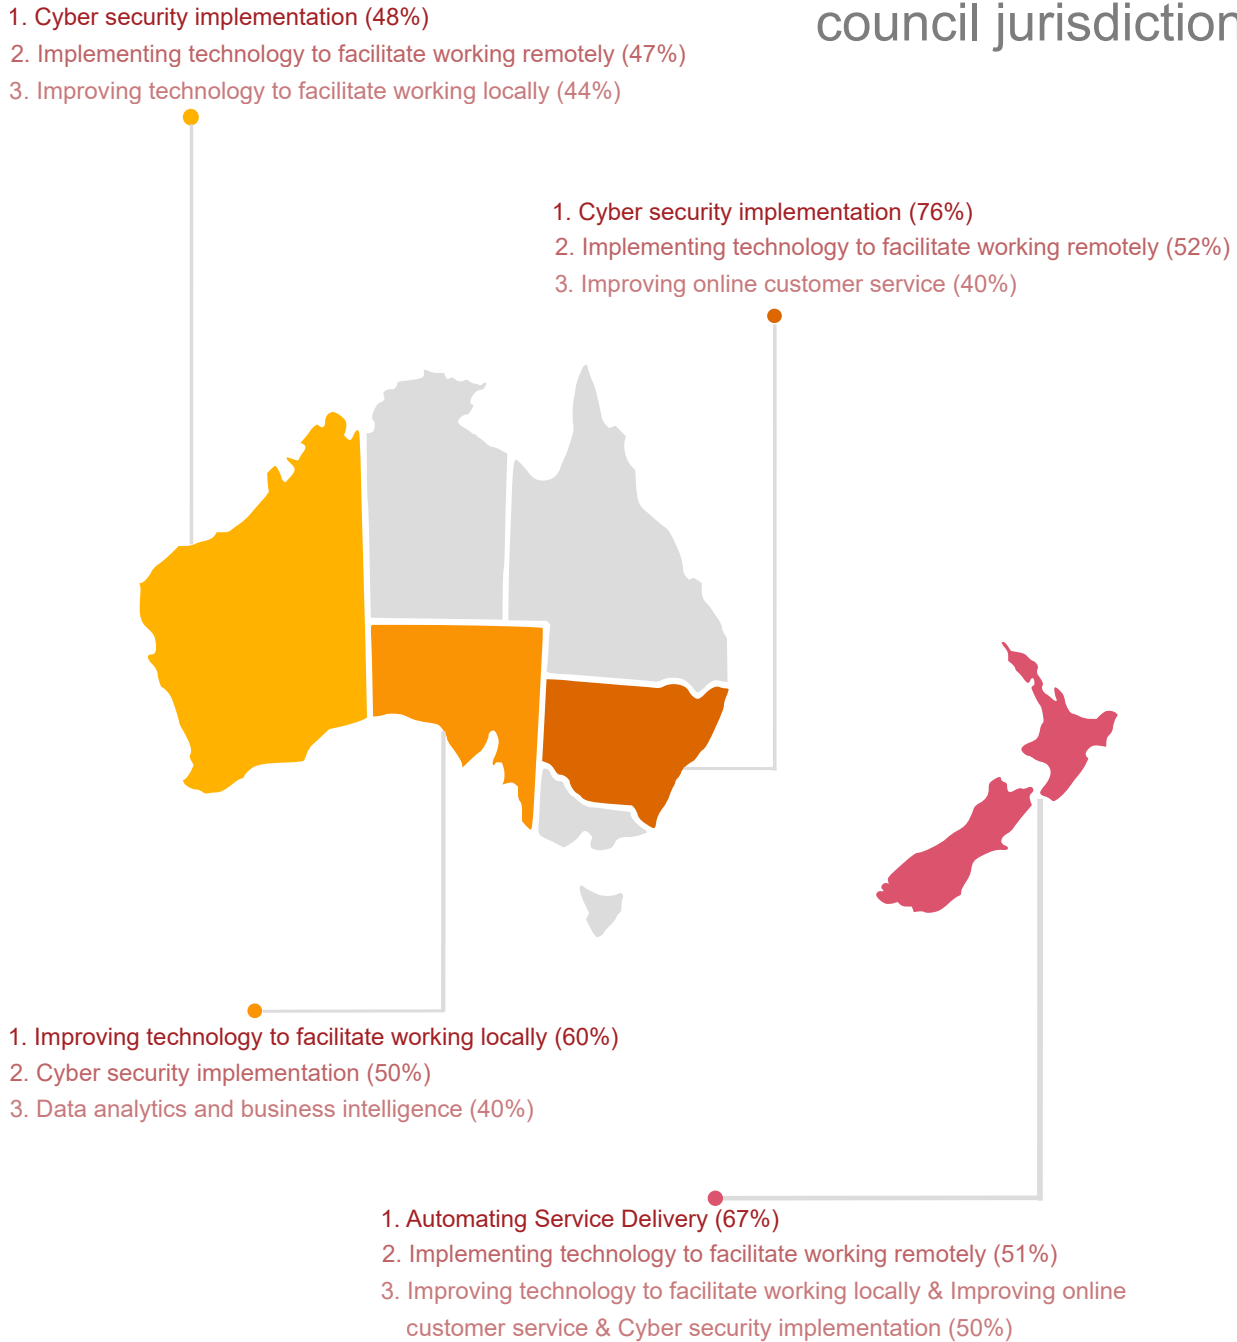 council jurisdiction
1. Cyber security implementation (48%)
2. Implementing technology to facilitate working remotely (47%)
3. Improving technology to facilitate working locally (44%)
1. Cyber security implementation (76%)
2. Implementing technology to facilitate working remotely (52%)
3. Improving online customer service (40%)
1. Improving technology to facilitate working locally (60%)
2. Cyber security implementation (50%)
3. Data analytics and business intelligence (40%)
1. Automating Service Delivery (67%)
2. Implementing technology to facilitate working remotely (51%)
3. Improving technology to facilitate working locally & Improving online
customer service & Cyber security implementation (50%)